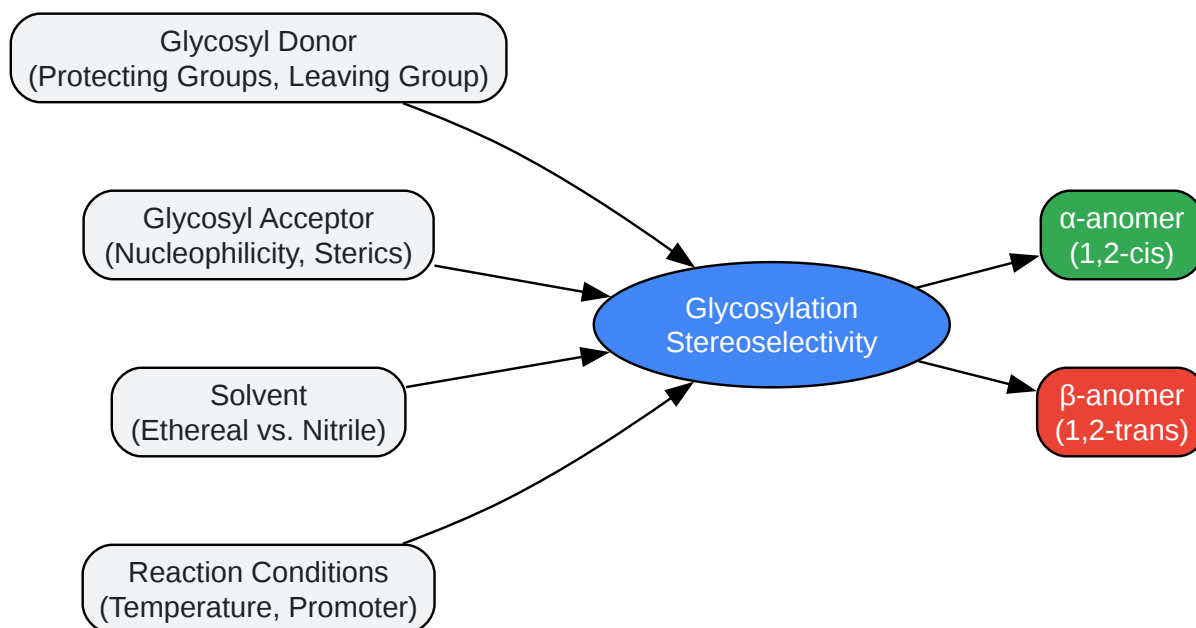 Glycosyl Donor
(Protecting Groups, Leaving Group)
Glycosyl Acceptor
(Nucleophilicity, Sterics)
Solvent
(Ethereal vs. Nitrile)
Reaction Conditions
(Temperature, Promoter)
Glycosylation
Stereoselectivity
α-anomer
(1,2-cis)
β-anomer
(1,2-trans)